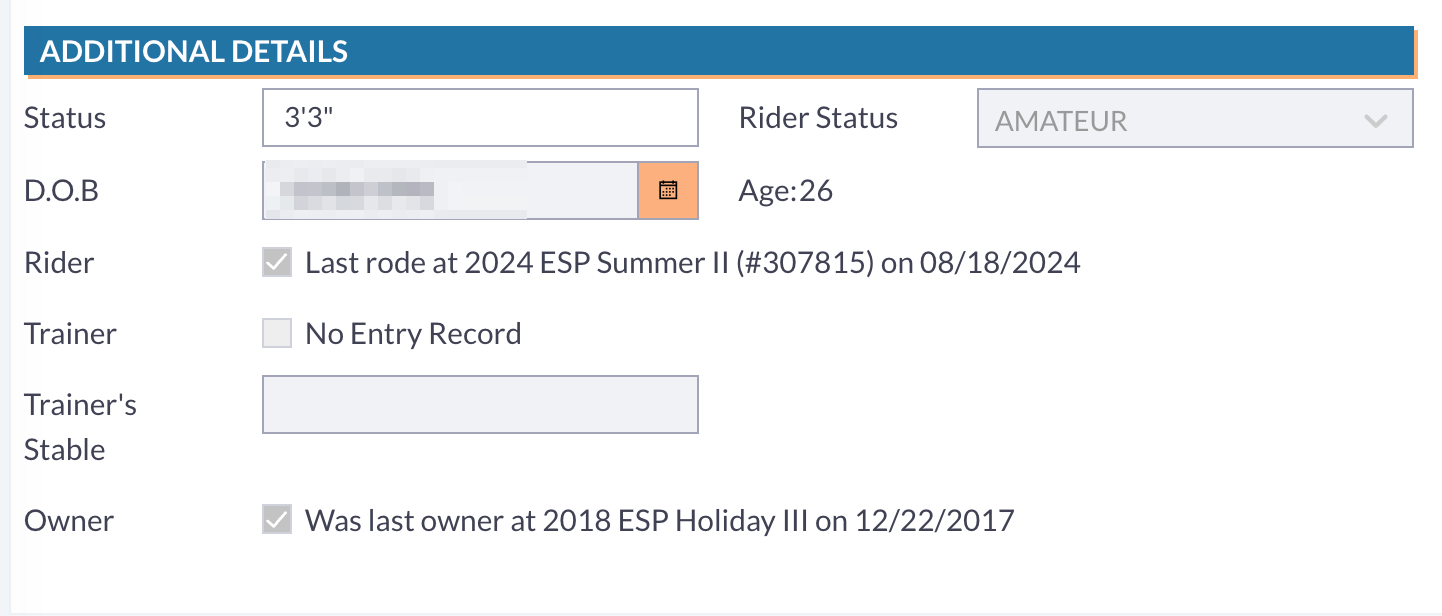 ADDITIONAL DETAILS
Status 3'3" Rider Status AMATEUR
D.O.B Age:26
Rider Last rode at 2024 ESP Summer II (#307815) on 08/18/2024
Trainer No Entry Record
Trainer's
Stable
Owner Was last owner at 2018 ESP Holiday III on 12/22/2017